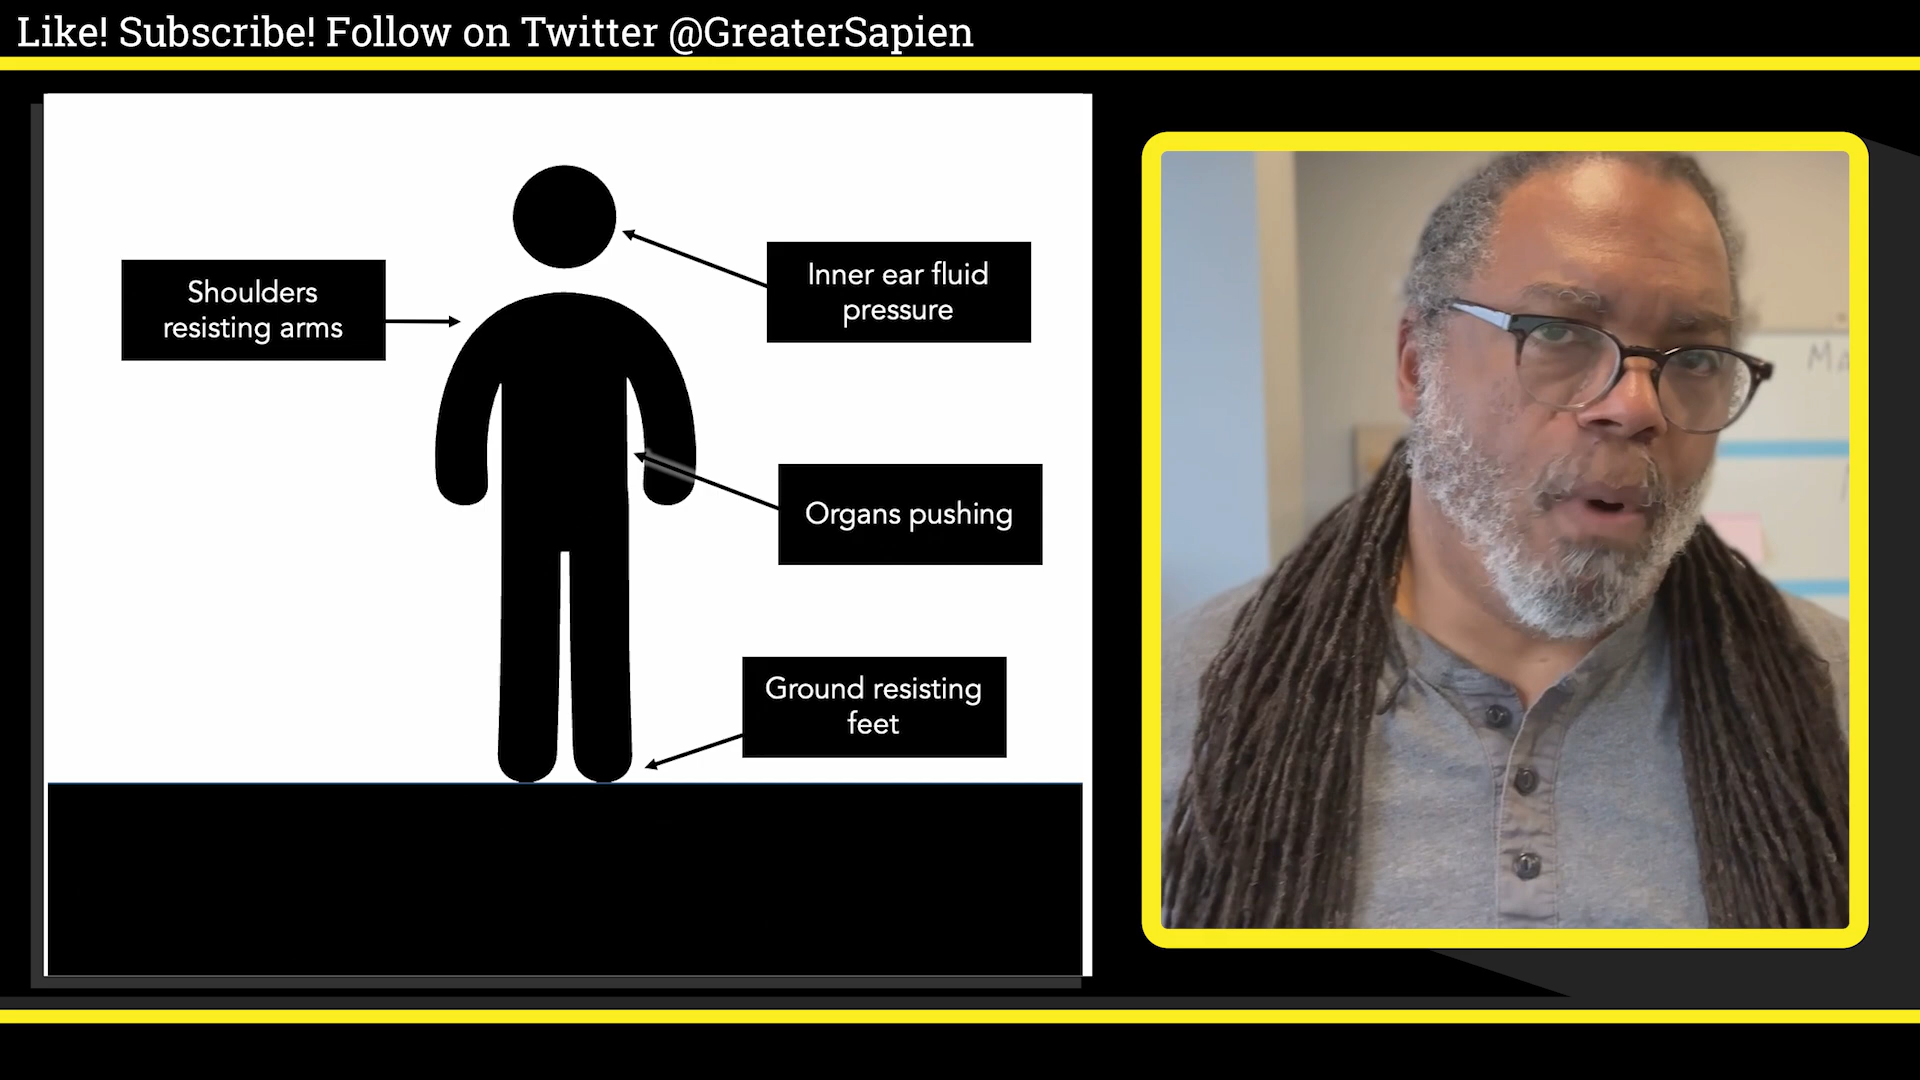 Like! Subscribe! Follow on Twitter @GreaterSapien
Shoulders
resisting arms
Inner ear fluid
pressure
Organs pushing
Ground resisting
feet